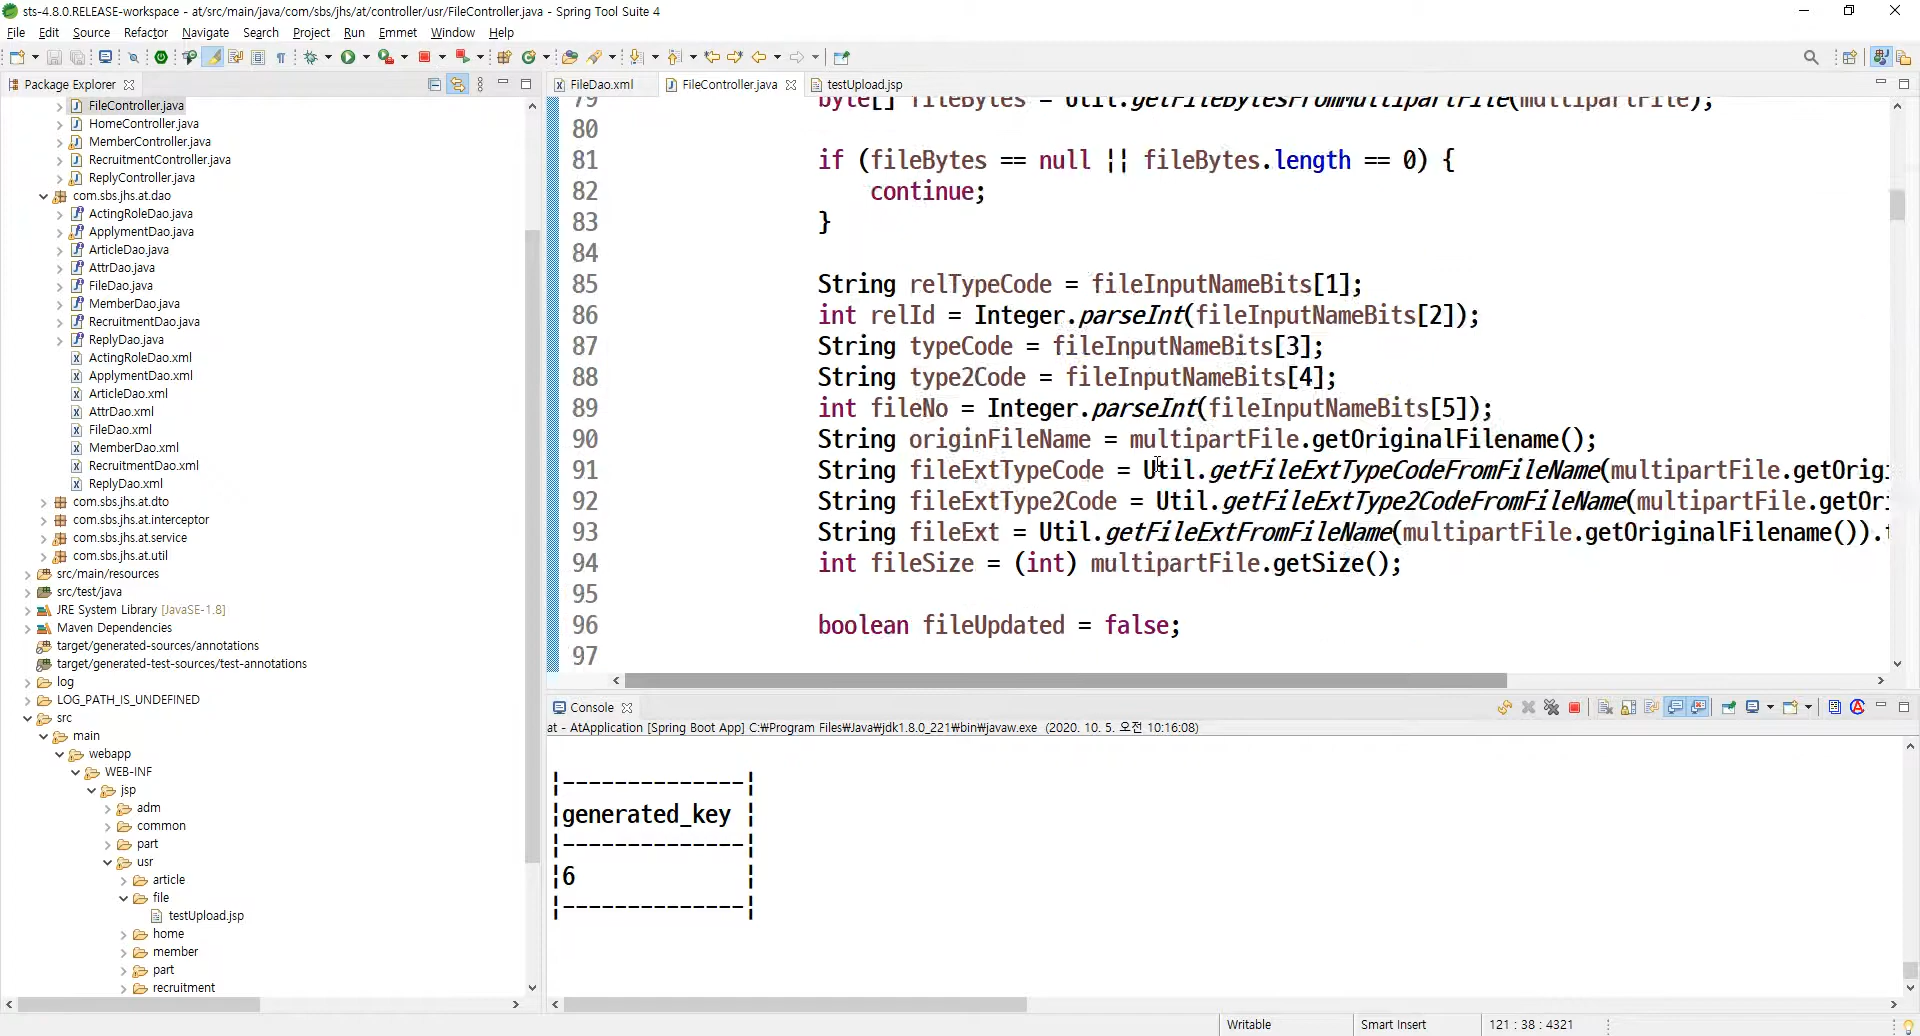 sts-4.8.0.RELEASE-workspace - at/src/main/java/com/sbs/jhs/at/controller/usr/FileController.java - Spring Tool Suite 4
File Edit Source Refactor Navigate Search Project Run Emmet Window Help
Package Explorer
FileController.java
HomeController.java
MemberController.java
RecruitmentController.java
ReplyController.java
com.sbs.jhs.at.dao
ActingRoleDao.java
ApplymentDao.java
ArticleDao.java
AttrDao.java
FileDao.java
MemberDao.java
RecruitmentDao.java
ReplyDao.java
ActingRoleDao.xml
ApplymentDao.xml
ArticleDao.xml
AttrDao.xml
FileDao.xml
MemberDao.xml
RecruitmentDao.xml
ReplyDao.xml
com.sbs.jhs.at.dto
com.sbs.jhs.at.interceptor
com.sbs.jhs.at.service
com.sbs.jhs.at.util
src/main/resources
src/test/java
JRE System Library [JavaSE-1.8]
Maven Dependencies
target/generated-sources/annotations
target/generated-test-sources/test-annotations
log
LOG_PATH_IS_UNDEFINED
src
main
webapp
WEB-INF
jsp
adm
common
part
usr
article
file
testUpload.jsp
home
member
part
recruitment
FileDao.xml FileController.java testUpload.jsp
79 byte[] fileBytes = Util.getFileBytesFromMultipartFile(multipartFile);
80
81 if (fileBytes == null || fileBytes.length == 0) {
82 continue;
83 }
84
85 String relTypeCode = fileInputNameBits[1];
86 int relId = Integer.parseInt(fileInputNameBits[2]);
87 String typeCode = fileInputNameBits[3];
88 String type2Code = fileInputNameBits[4];
89 int fileNo = Integer.parseInt(fileInputNameBits[5]);
90 String originFileName = multipartFile.getOriginalFilename();
91 String fileExtTypeCode = Util.getFileExtTypeCodeFromFileName(multipartFile.getOrigi
92 String fileExtType2Code = Util.getFileExtType2CodeFromFileName(multipartFile.getOri
93 String fileExt = Util.getFileExtFromFileName(multipartFile.getOriginalFilename()).t
94 int fileSize = (int) multipartFile.getSize();
95
96 boolean fileUpdated = false;
97
Console
at - AtApplication [Spring Boot App] C:₩Program Files₩Java₩jdk1.8.0_221₩bin₩javaw.exe (2020. 10. 5. 오전 10:16:08)
|--------------|
|generated_key |
|--------------|
|6             |
|--------------|
Writable Smart Insert 121 : 38 : 4321